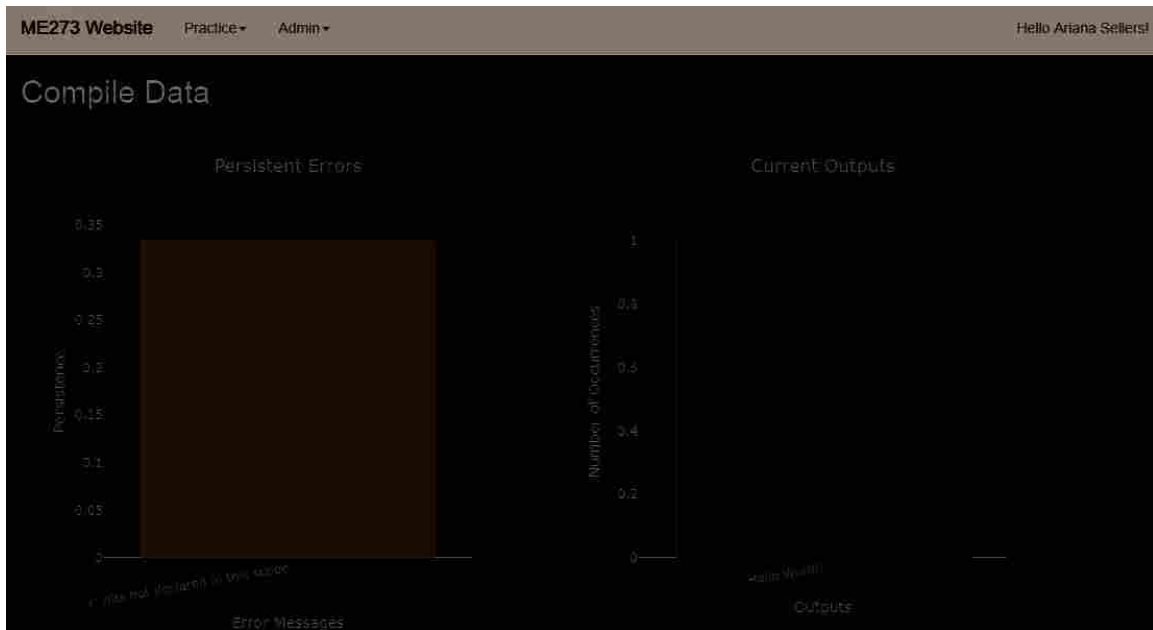 ME273 Website Practice Admin Hello Ariana Sellers!
Compile Data
Persistent Errors
0.35
0.3
0.25
0.2
0.15
0.1
0.05
0
Persistence
was not declared in this scope
Error Messages
Current Outputs
1
0.8
0.6
0.4
0.2
0
Number of Occurrences
Hello World!
Outputs